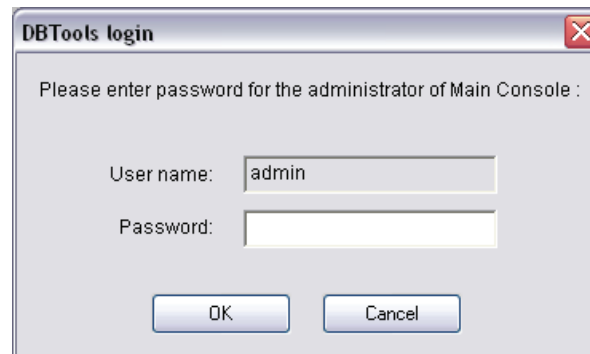 DBTools login
Please enter password for the administrator of Main Console :
User name: admin
Password:
OK Cancel